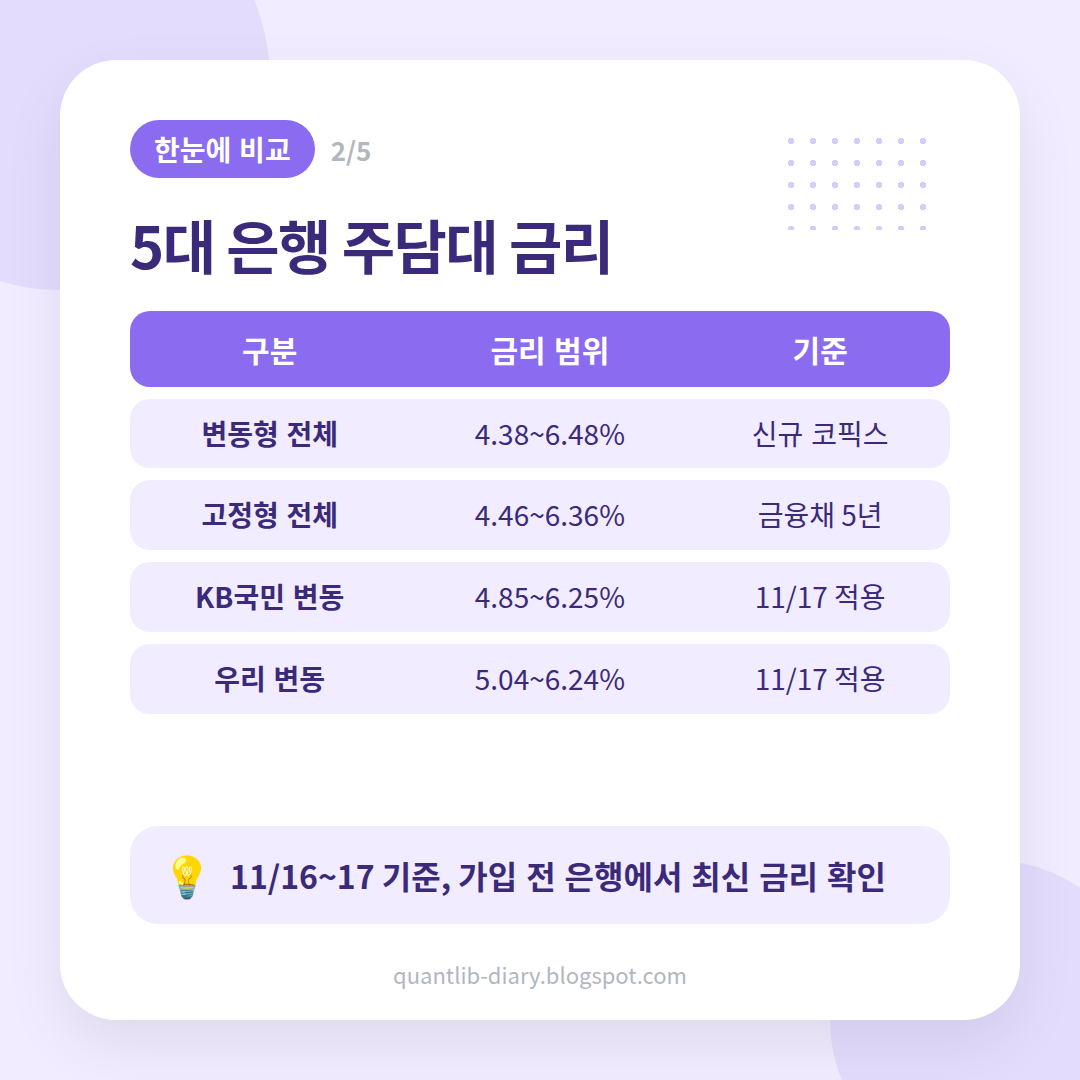 한눈에 비교 2/5
5대 은행 주담대 금리
구분 금리 범위 기준
변동형 전체 4.38~6.48% 신규 코픽스
고정형 전체 4.46~6.36% 금융채 5년
KB국민 변동 4.85~6.25% 11/17 적용
우리 변동 5.04~6.24% 11/17 적용
💡 11/16~17 기준, 가입 전 은행에서 최신 금리 확인
quantlib-diary.blogspot.com